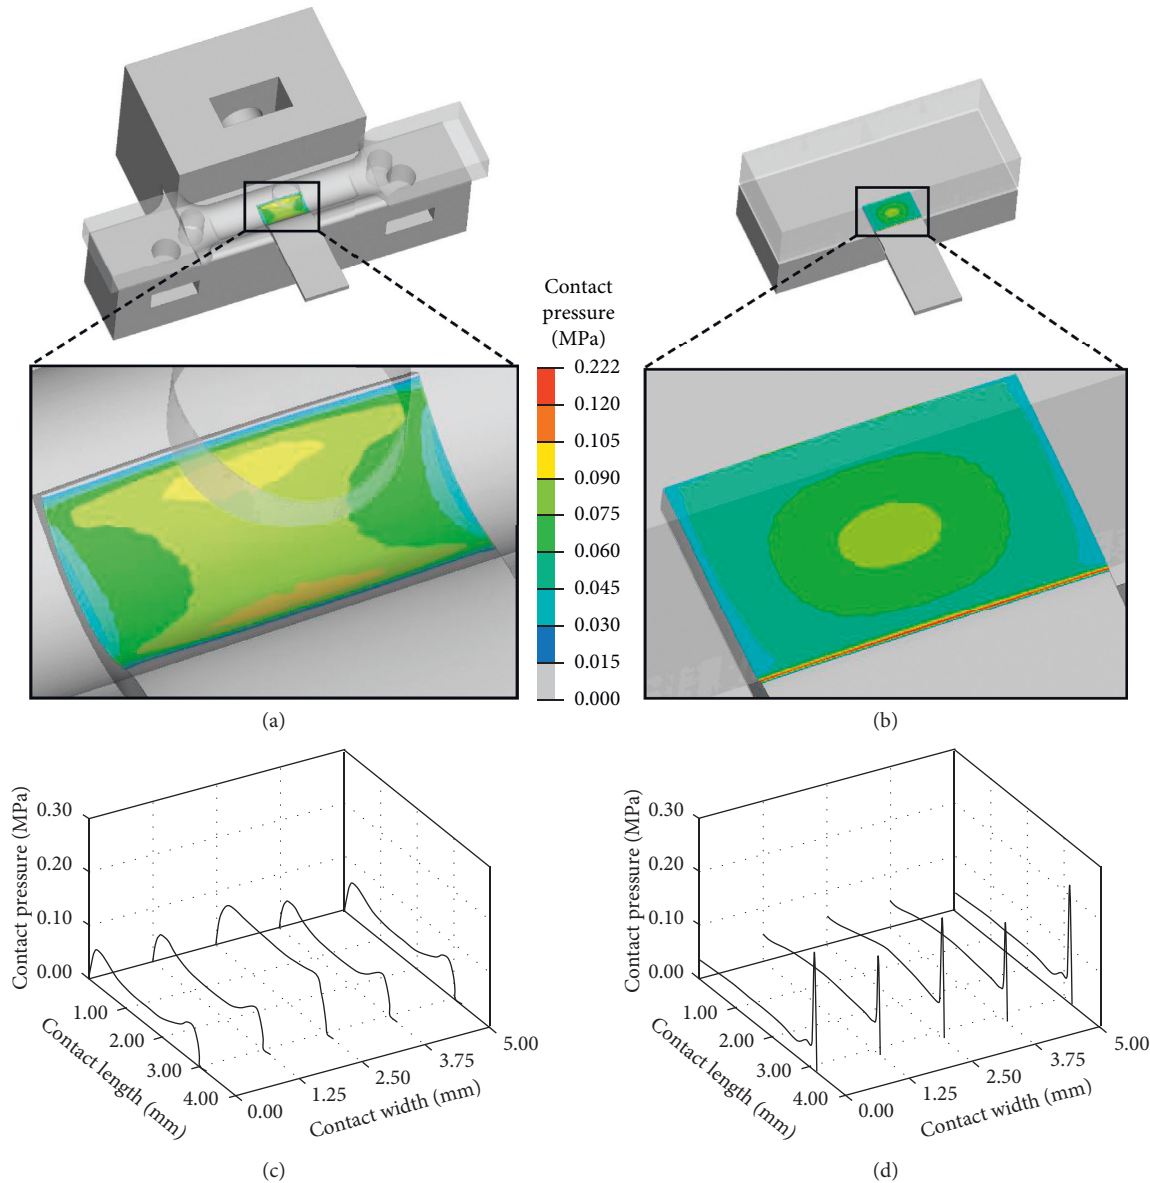 Contact
pressure
(MPa)
0.222
0.120
0.105
0.090
0.075
0.060
0.045
0.030
0.015
0.000
(a)
(b)
Contact pressure (MPa)
0.30
0.20
0.10
0.00
1.00
2.00
3.00
4.00
Contact length (mm)
0.00
1.25
2.50
3.75
5.00
Contact width (mm)
(c)
Contact pressure (MPa)
0.30
0.20
0.10
0.00
1.00
2.00
3.00
4.00
Contact length (mm)
0.00
1.25
2.50
3.75
5.00
Contact width (mm)
(d)